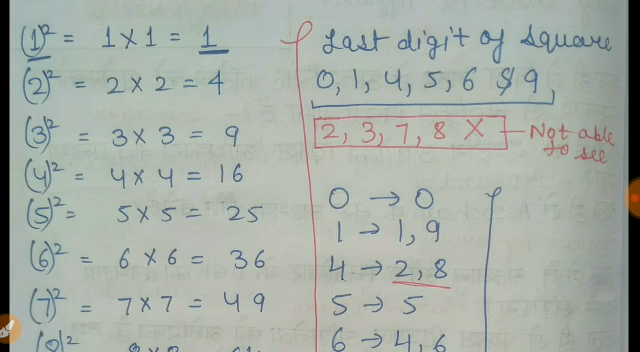 (1)² = 1 × 1 = 1
(2)² = 2 × 2 = 4
(3)² = 3 × 3 = 9
(4)² = 4 × 4 = 16
(5)² = 5 × 5 = 25
(6)² = 6 × 6 = 36
(7)² = 7 × 7 = 49
Last digit of square
0, 1, 4, 5, 6 $ 9,
2, 3, 7, 8 X
Not able
to see
0 → 0
1 → 1, 9
4 → 2, 8
5 → 5
6 → 4, 6